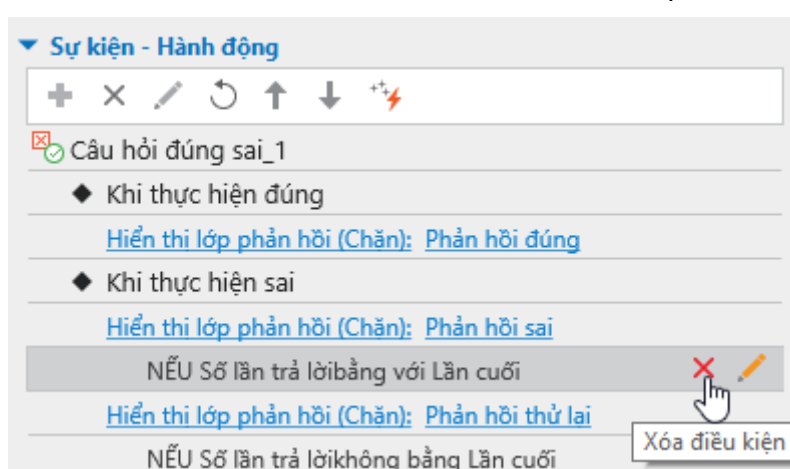 Sự kiện - Hành động
Câu hỏi đúng sai_1
Khi thực hiện đúng
Hiển thị lớp phản hồi (Chặn): Phản hồi đúng
Khi thực hiện sai
Hiển thị lớp phản hồi (Chặn): Phản hồi sai
NẾU Số lần trả lờibằng với Lần cuối
Hiển thị lớp phản hồi (Chặn): Phản hồi thử lại
Xóa điều kiện
NẾU Số lần trả lờikhông bằng Lần cuối